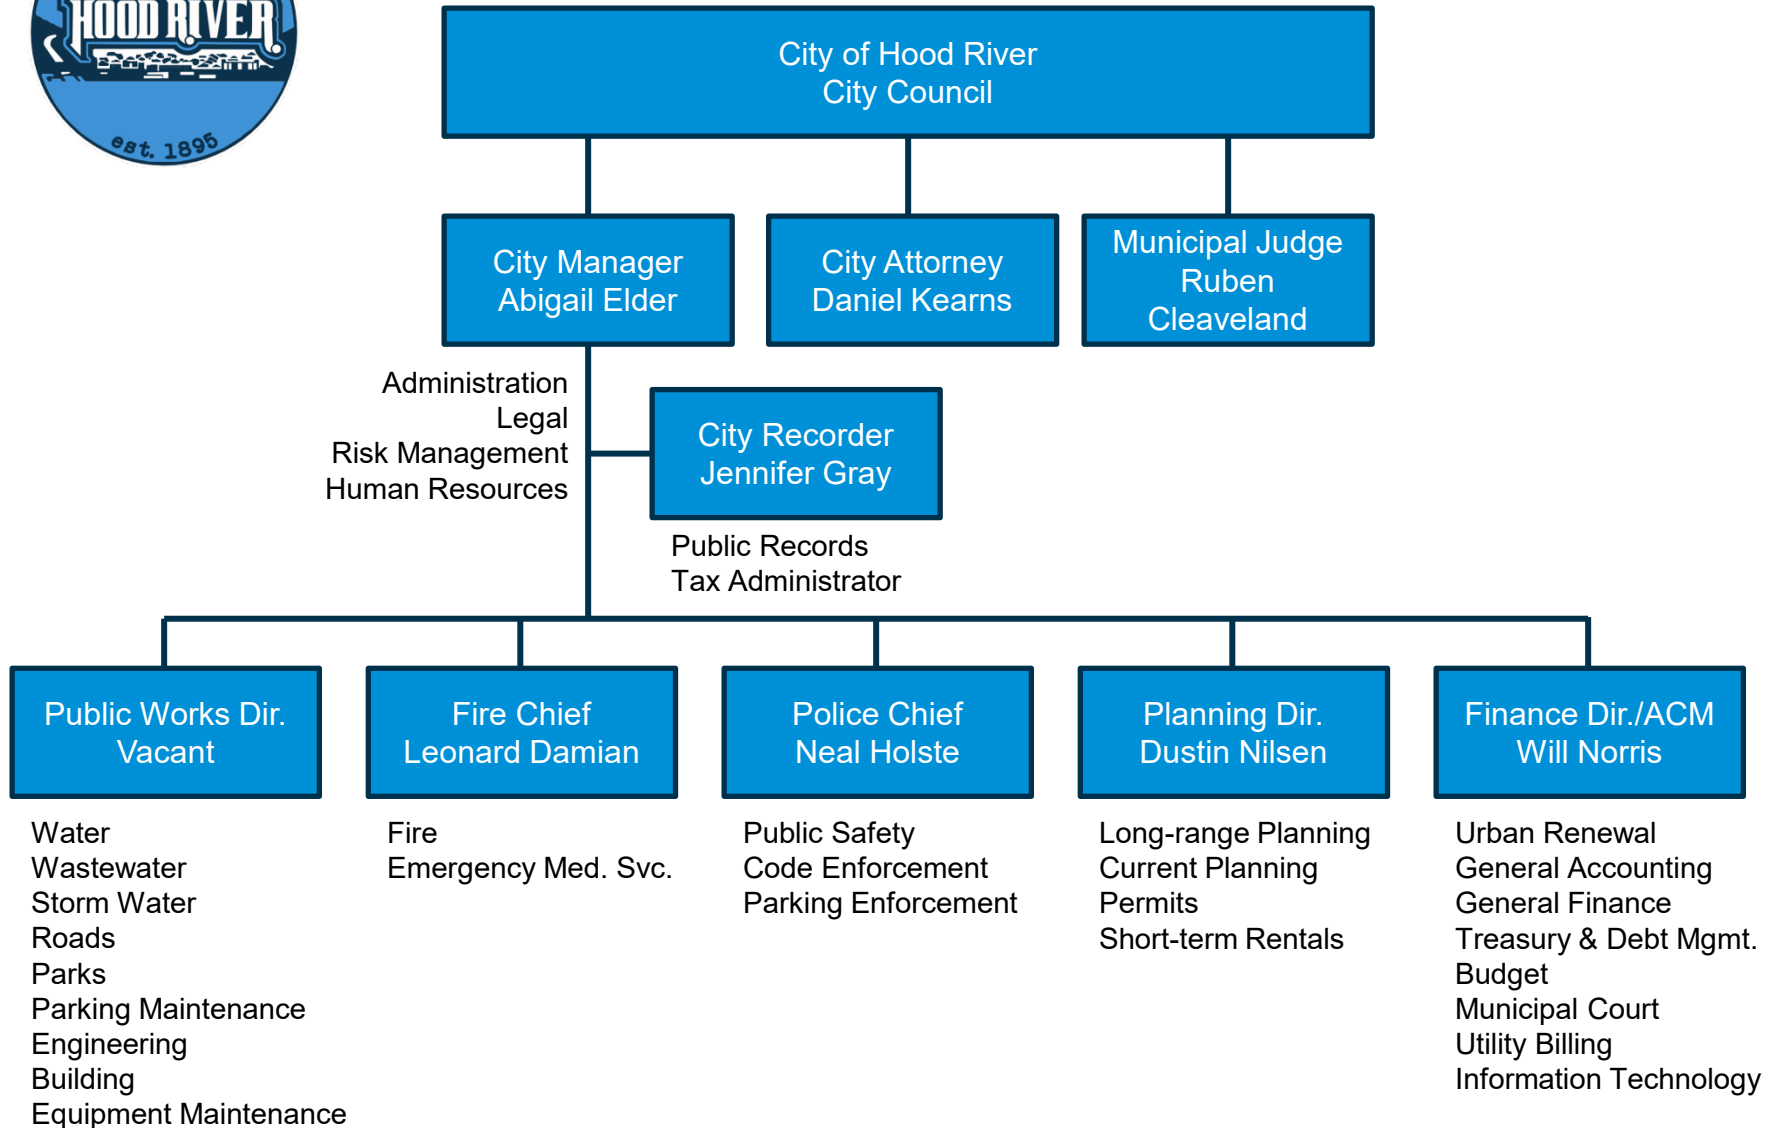 HOOD RIVER
est. 1895
City of Hood River
City Council
City Manager
Abigail Elder
City Attorney
Daniel Kearns
Municipal Judge
Ruben
Cleaveland
Administration
Legal
Risk Management
Human Resources
City Recorder
Jennifer Gray
Public Records
Tax Administrator
Public Works Dir.
Vacant
Fire Chief
Leonard Damian
Police Chief
Neal Holste
Planning Dir.
Dustin Nilsen
Finance Dir./ACM
Will Norris
Water
Wastewater
Storm Water
Roads
Parks
Parking Maintenance
Engineering
Building
Equipment Maintenance
Fire
Emergency Med. Svc.
Public Safety
Code Enforcement
Parking Enforcement
Long-range Planning
Current Planning
Permits
Short-term Rentals
Urban Renewal
General Accounting
General Finance
Treasury & Debt Mgmt.
Budget
Municipal Court
Utility Billing
Information Technology